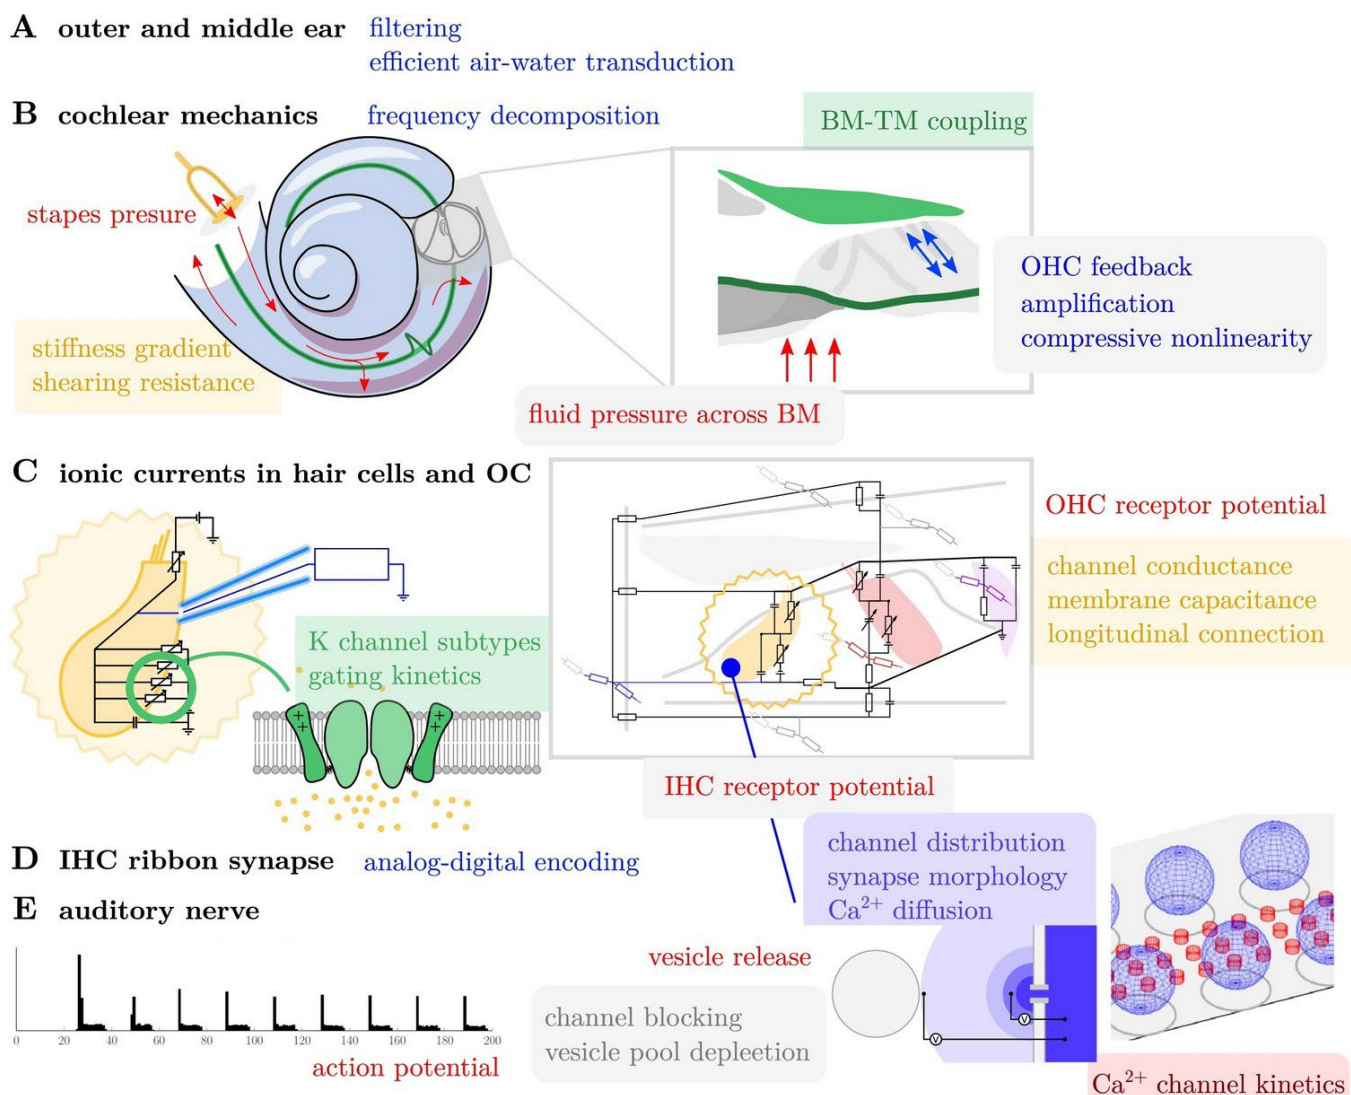 A outer and middle ear filtering
efficient air-water transduction
B cochlear mechanics frequency decomposition
BM-TM coupling
stapes presure
OHC feedback
amplification
compressive nonlinearity
stiffness gradient
shearing resistance
fluid pressure across BM
C ionic currents in hair cells and OC
OHC receptor potential
channel conductance
membrane capacitance
longitudinal connection
K channel subtypes
gating kinetics
+ +
+ +
IHC receptor potential
D IHC ribbon synapse analog-digital encoding
channel distribution
synapse morphology
Ca²⁺ diffusion
E auditory nerve
vesicle release
channel blocking
vesicle pool depleetion
V
V
0 20 40 60 80 100 120 140 160 180 200
action potential
Ca²⁺ channel kinetics